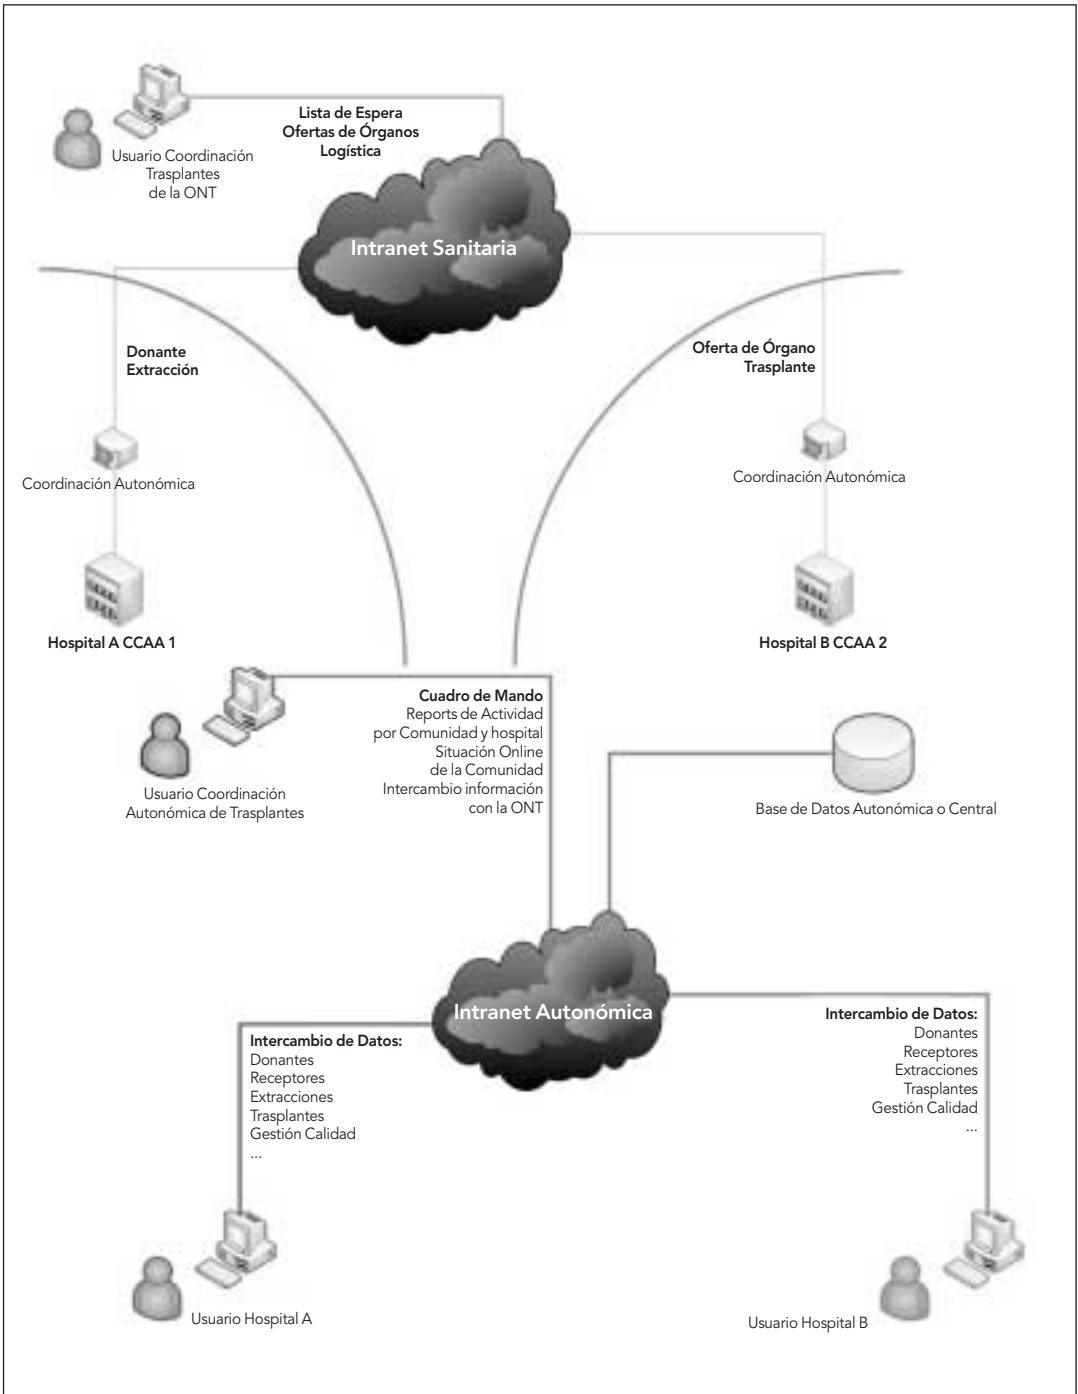 Lista de Espera
Ofertas de Órganos
Logística
Usuario Coordinación
Trasplantes
de la ONT
Intranet Sanitaria
Donante
Extracción
Oferta de Órgano
Trasplante
Coordinación Autonómica
Coordinación Autonómica
Hospital A CCAA 1
Hospital B CCAA 2
Cuadro de Mando
Reports de Actividad
por Comunidad y hospital
Situación Online
de la Comunidad
Intercambio información
con la ONT
Usuario Coordinación
Autonómica de Trasplantes
Base de Datos Autonómica o Central
Intranet Autonómica
Intercambio de Datos:
Donantes
Receptores
Extracciones
Trasplantes
Gestión Calidad
...
Intercambio de Datos:
Donantes
Receptores
Extracciones
Trasplantes
Gestión Calidad
...
Usuario Hospital A
Usuario Hospital B